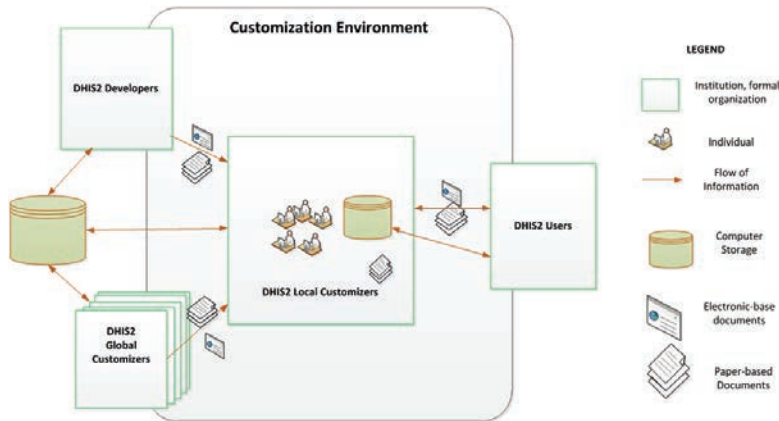 Customization Environment
DHIS2 Developers
DHIS2 Local Customizers
DHIS2
Global
Customizers
DHIS2 Users
LEGEND
Institution, formal
organization
Individual
Flow of
Information
Computer
Storage
Electronic-base
documents
Paper-based
Documents